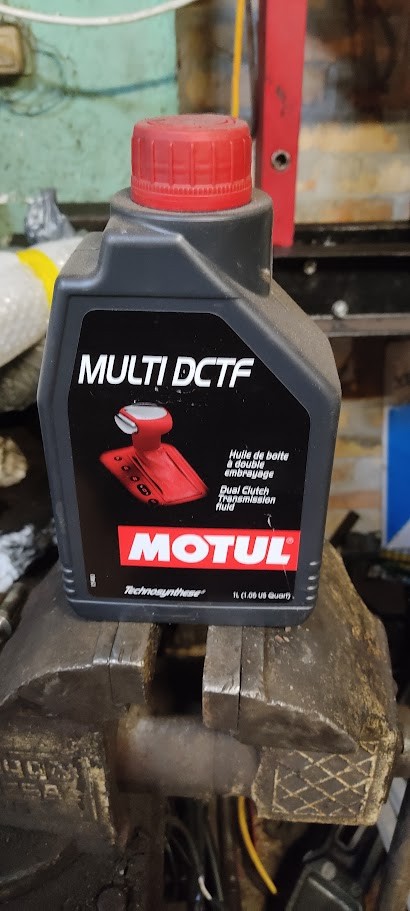 MULTI DCTF
Huile de boîte
à double
embrayage
Dual Clutch
Transmission
fluid
MOTUL®
Technosynthese®
1L (1.05 US Quart)